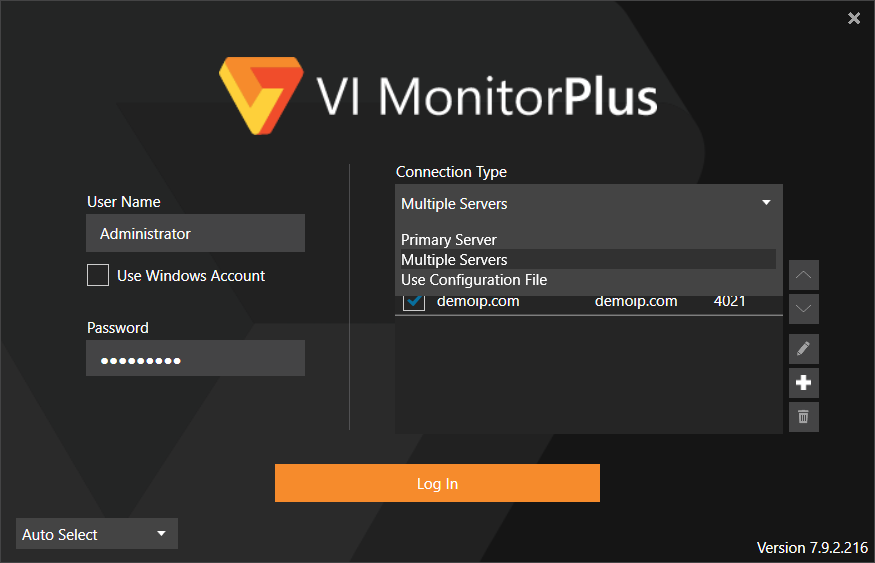 VI MonitorPlus
User Name
Administrator
Use Windows Account
Password
●●●●●●●●●
Connection Type
Multiple Servers
Primary Server
Multiple Servers
Use Configuration File
demoip.com demoip.com 4021
Log In
Auto Select
Version 7.9.2.216